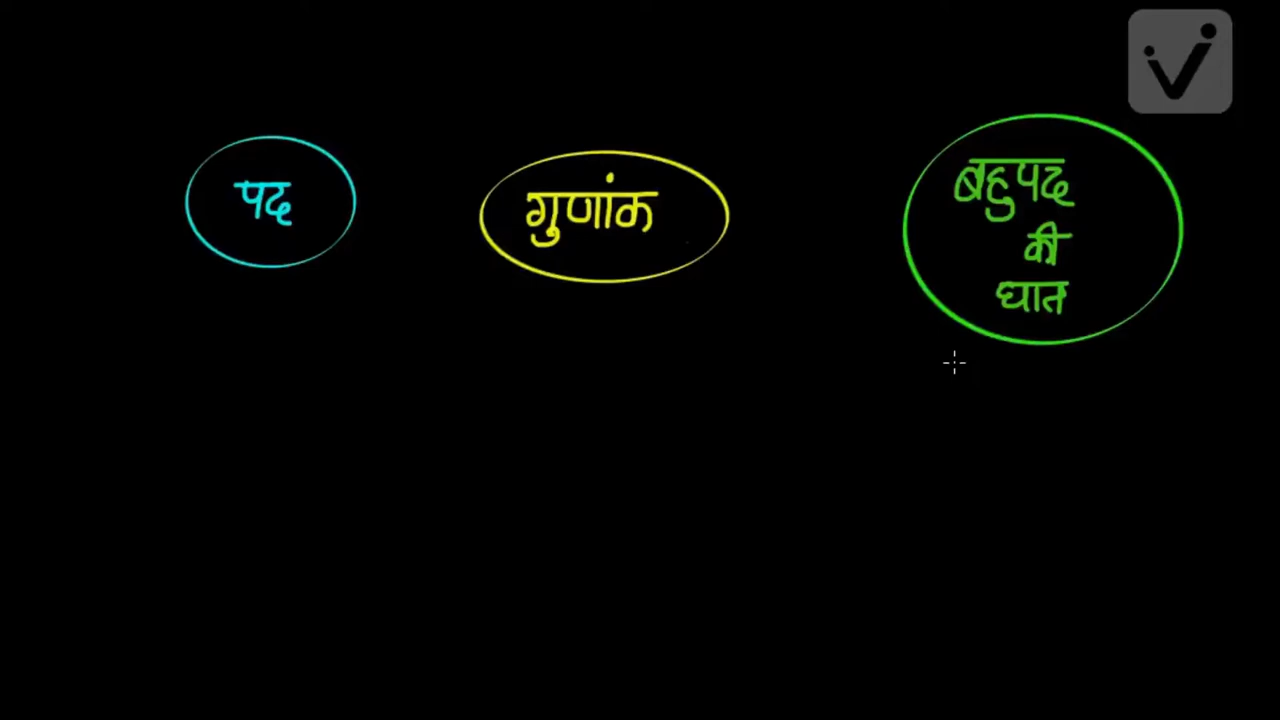 पद
गुणांक
बहुपद
की
घात